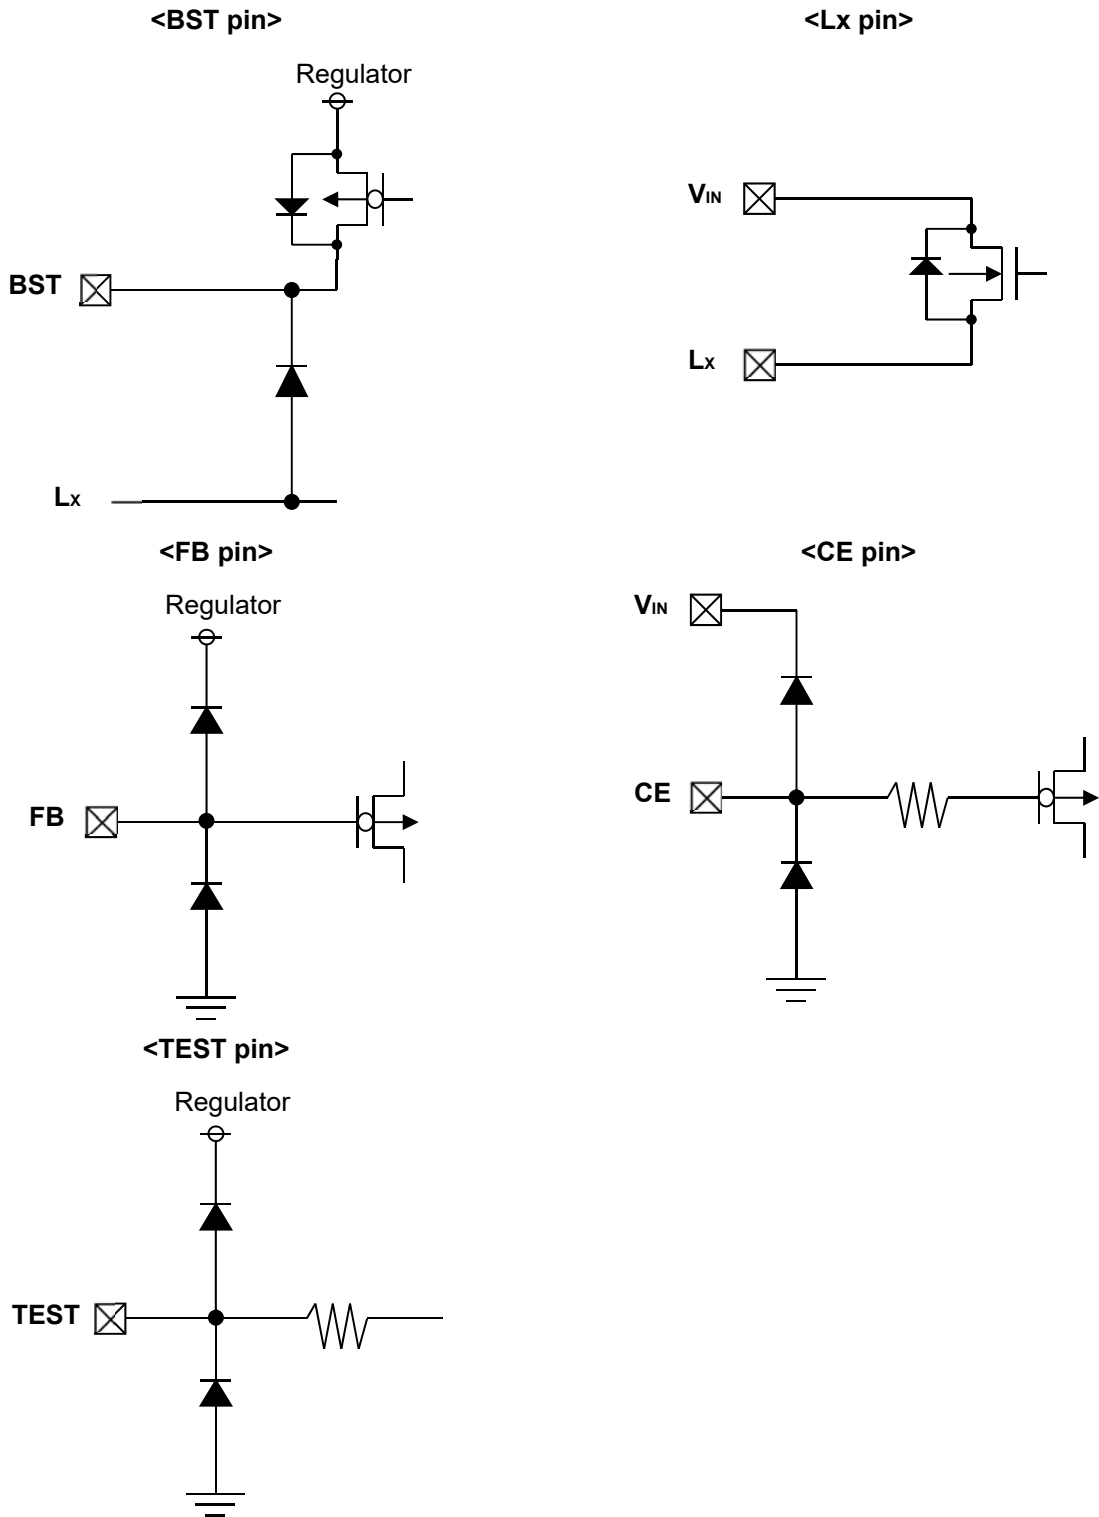 <BST pin>
<Lx pin>
Regulator
VIN
BST
Lx
Lx
<FB pin>
<CE pin>
Regulator
VIN
FB
CE
<TEST pin>
Regulator
TEST